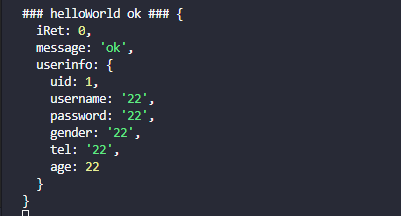 ### helloWorld ok ### {
  iRet: 0,
  message: 'ok',
  userinfo: {
    uid: 1,
    username: '22',
    password: '22',
    gender: '22',
    tel: '22',
    age: 22
  }
}